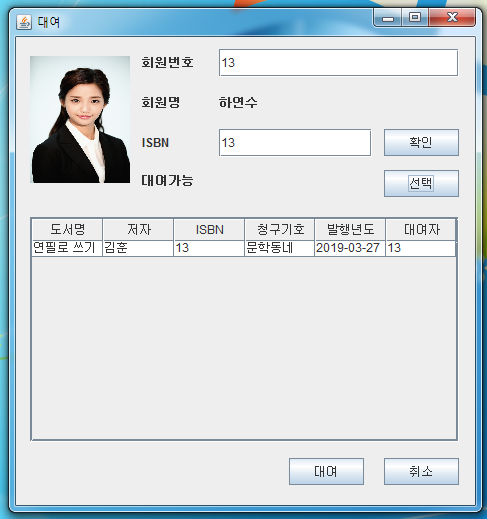 대여
회원번호 13
회원명 하연수
ISBN 13 확인
대여가능 선택
도서명 저자 ISBN 청구기호 발행년도 대여자
연필로 쓰기 김훈 13 문학동네 2019-03-27 13
대여 취소